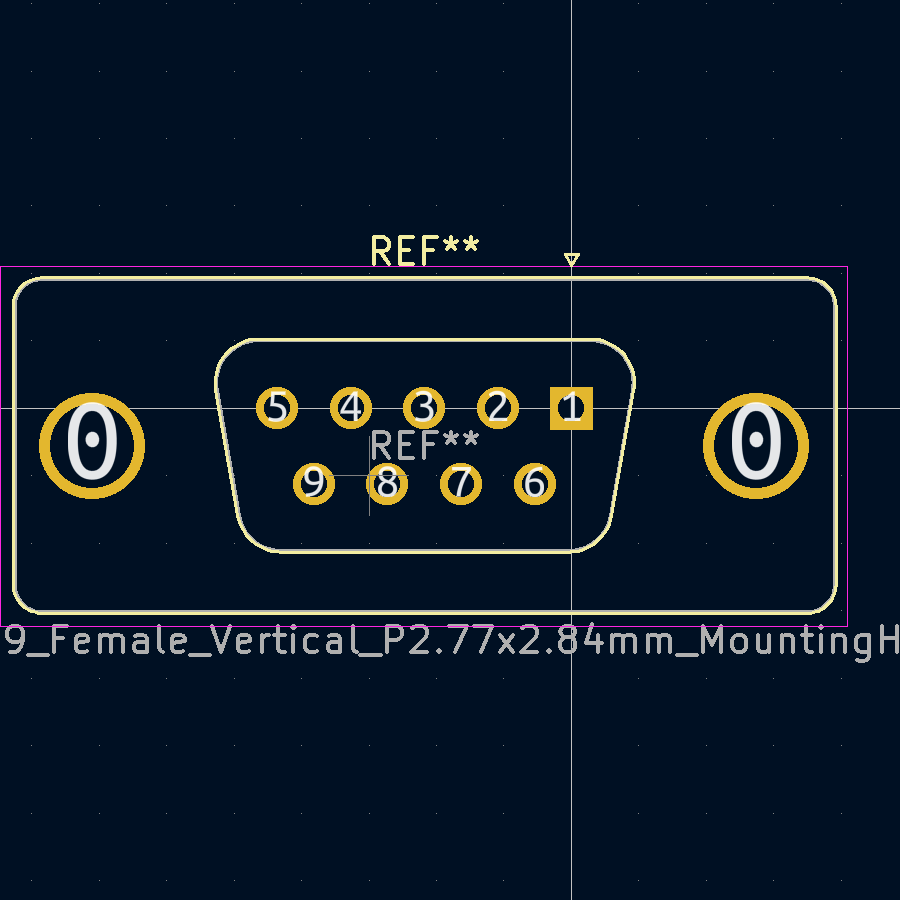 REF**
5 4 3 2 1
0 REF** 0
9 8 7 6
9_Female_Vertical_P2.77x2.84mm_MountingH